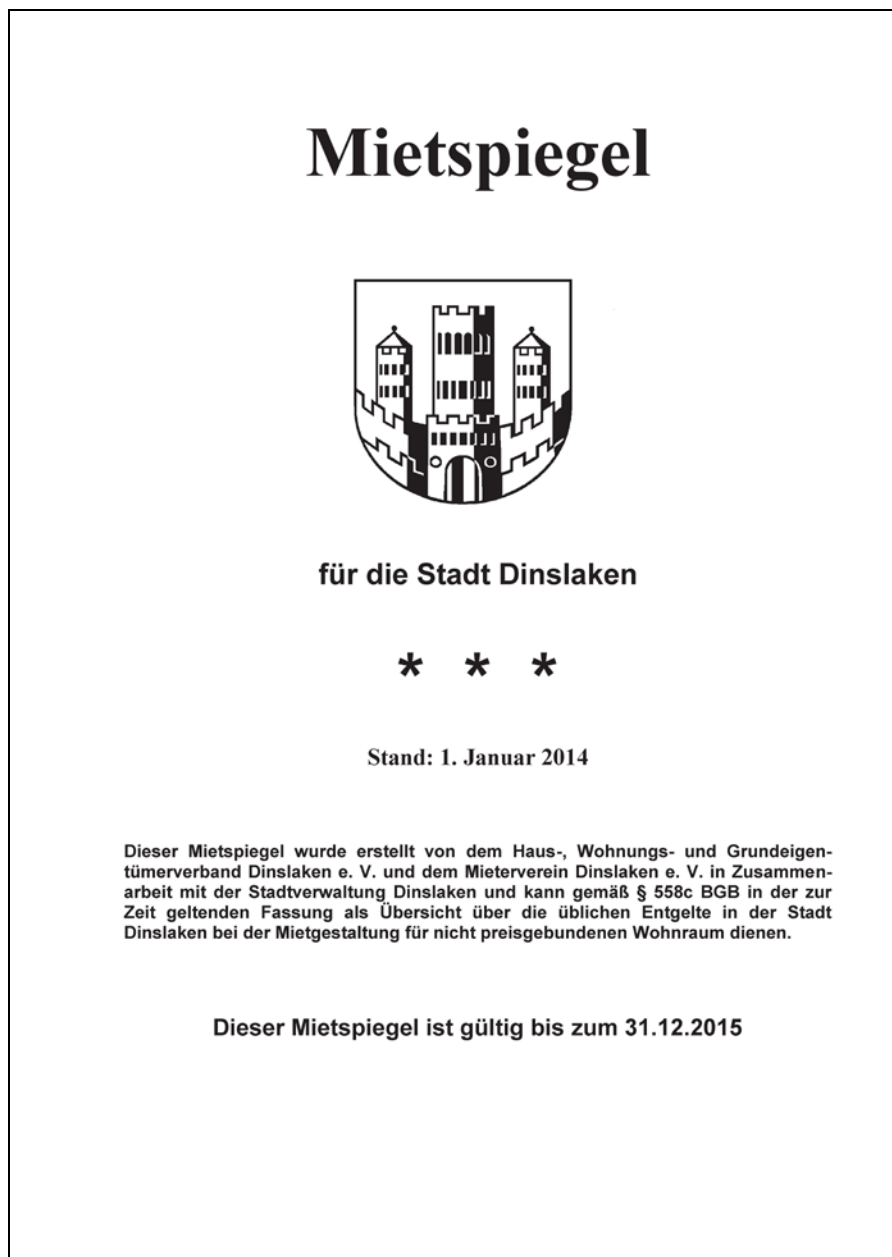 Mietspiegel
für die Stadt Dinslaken
* * *
Stand: 1. Januar 2014
Dieser Mietspiegel wurde erstellt von dem Haus-, Wohnungs- und Grundeigen-
tümerverband Dinslaken e. V. und dem Mieterverein Dinslaken e. V. in Zusammen-
arbeit mit der Stadtverwaltung Dinslaken und kann gemäß § 558c BGB in der zur
Zeit geltenden Fassung als Übersicht über die üblichen Entgelte in der Stadt
Dinslaken bei der Mietgestaltung für nicht preisgebundenen Wohnraum dienen.
Dieser Mietspiegel ist gültig bis zum 31.12.2015